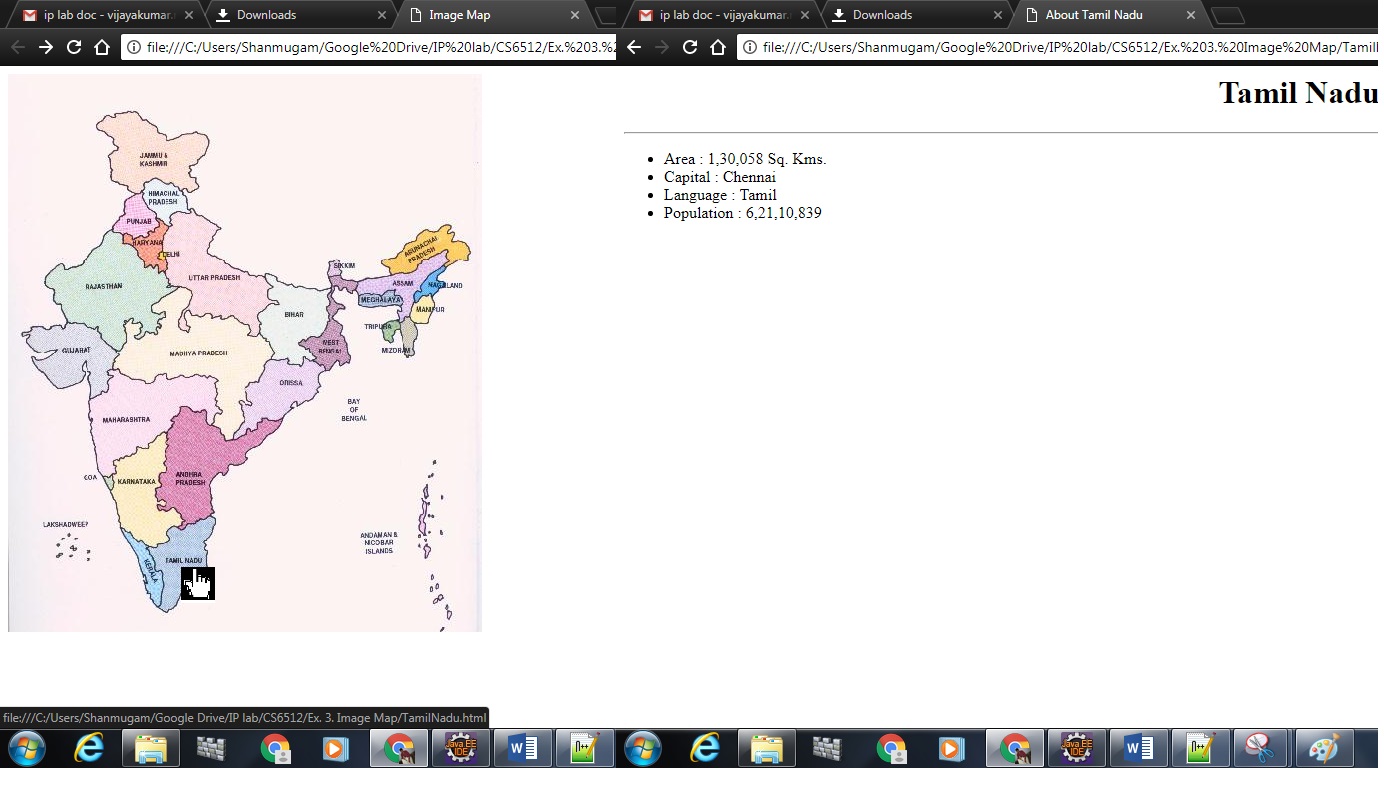 ip lab doc - vijayakumar.
Downloads
Image Map
ip lab doc - vijayakumar.
Downloads
About Tamil Nadu
file:///C:/Users/Shanmugam/Google%20Drive/IP%20lab/CS6512/Ex.%203.%2
file:///C:/Users/Shanmugam/Google%20Drive/IP%20lab/CS6512/Ex.%203.%20Image%20Map/Tamil
JAMMU &
KASHMIR
HIMACHAL
PRADESH
PUNJAB
HARYANA
DELHI
RAJASTHAN
UTTAR PRADESH
SIKKIM
ARUNACHAL
PRADESH
ASSAM
NAGALAND
MEGHALAYA
MANIPUR
BIHAR
TRIPURA
MIZORAM
WEST
BENGAL
GUJARAT
MADHYA PRADESH
ORISSA
BAY
OF
BENGAL
MAHARASHTRA
GOA
KARNATAKA
ANDHRA
PRADESH
LAKSHADWEEP
ANDAMAN &
NICOBAR
ISLANDS
KERALA
TAMIL NADU
Tamil Nadu
• Area : 1,30,058 Sq. Kms.
• Capital : Chennai
• Language : Tamil
• Population : 6,21,10,839
file:///C:/Users/Shanmugam/Google Drive/IP lab/CS6512/Ex. 3. Image Map/TamilNadu.html
Java EE
IDE
W
n++
Java EE
IDE
W
n++